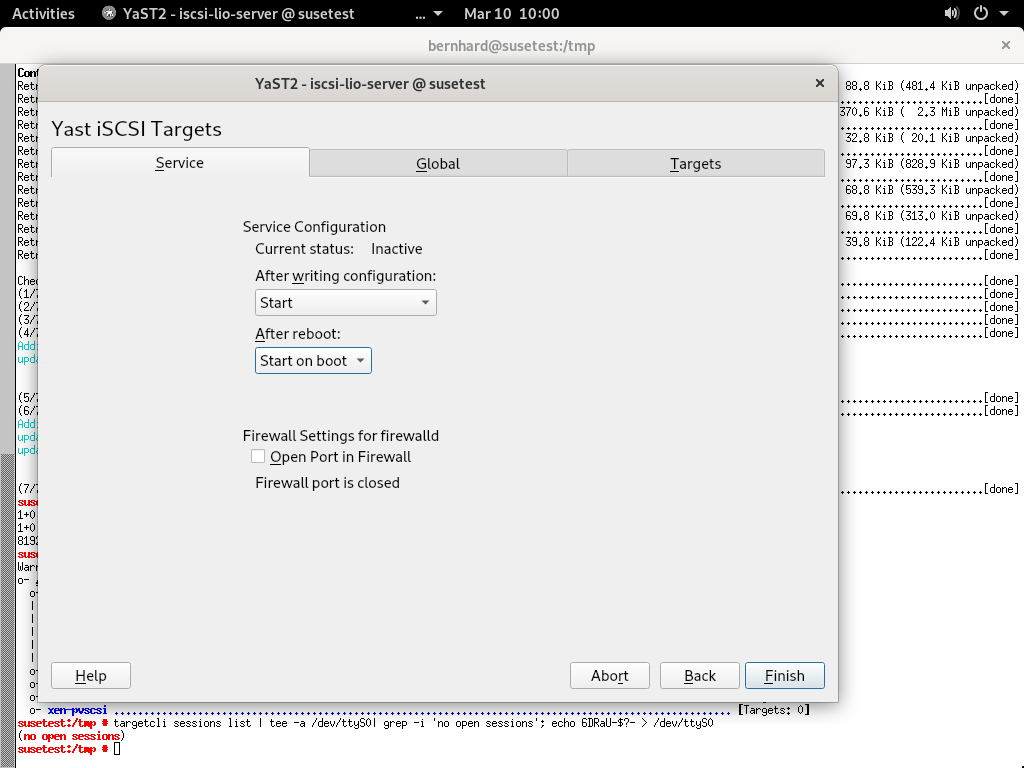 Activities YaST2 - iscsi-lio-server @ susetest ... Mar 10 10:00
bernhard@susetest:/tmp
YaST2 - iscsi-lio-server @ susetest
Yast iSCSI Targets
Service Global Targets
Service Configuration
Current status: Inactive
After writing configuration:
Start
After reboot:
Start on boot
Firewall Settings for firewalld
Open Port in Firewall
Firewall port is closed
Help Abort Back Finish
88.8 KiB (481.4 KiB unpacked)
[done]
370.6 KiB ( 2.3 MiB unpacked)
[done]
32.8 KiB ( 20.1 KiB unpacked)
[done]
97.3 KiB (828.9 KiB unpacked)
[done]
68.8 KiB (539.3 KiB unpacked)
[done]
69.8 KiB (313.0 KiB unpacked)
[done]
39.8 KiB (122.4 KiB unpacked)
[done]
[done]
[done]
[done]
[done]
[done]
[done]
[done]
[done]
o- xen-pvscsi ........................................................................................ [Targets: 0]
susetest:/tmp # targetcli sessions list | tee -a /dev/ttyS0| grep -i 'no open sessions'; echo 6DRaU-$?- > /dev/ttyS0
(no open sessions)
susetest:/tmp #